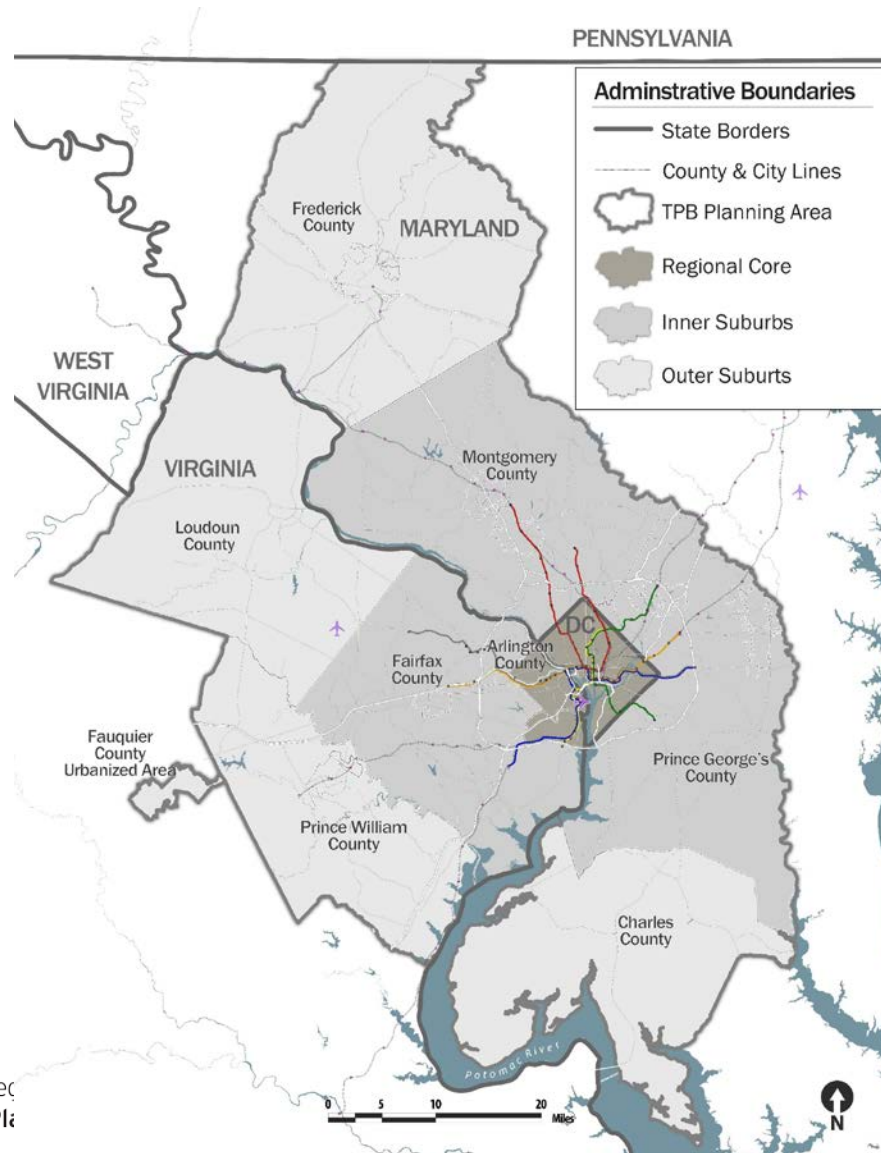 PENNSYLVANIA
Adminstrative Boundaries
State Borders
County & City Lines
TPB Planning Area
Regional Core
Inner Suburbs
Outer Suburts
Frederick
County
MARYLAND
WEST
VIRGINIA
VIRGINIA
Loudoun
County
Montgomery
County
DC
Arlington
County
Fairfax
County
Fauquier
County
Urbanized Area
Prince George's
County
Prince William
County
Charles
County
Potomac River
0 5 10 20
Miles
N